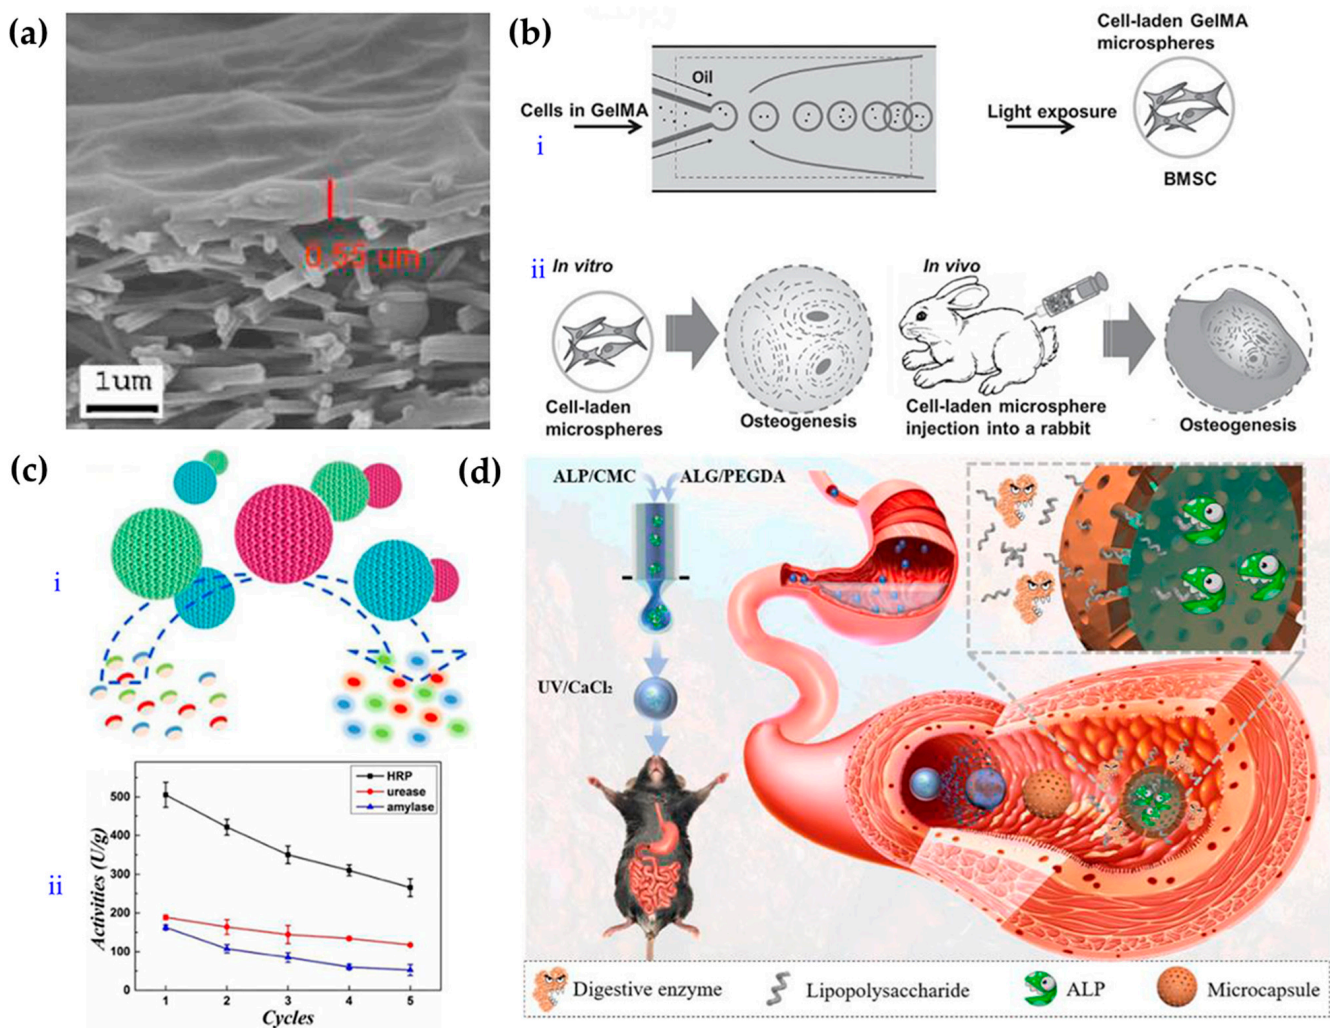 (a)
0.55 um
1um
(b)
Cells in GelMA
i
Oil
Light exposure
Cell-laden GelMA
microspheres
BMSC
ii
In vitro
Cell-laden
microspheres
Osteogenesis
In vivo
Cell-laden microsphere
injection into a rabbit
Osteogenesis
(c)
i
ii
Activities (U/g)
500
400
300
200
100
0
HRP
urease
amylase
1
2
3
4
5
Cycles
(d)
ALP/CMC
ALG/PEGDA
UV/CaCl₂
Digestive enzyme
Lipopolysaccharide
ALP
Microcapsule